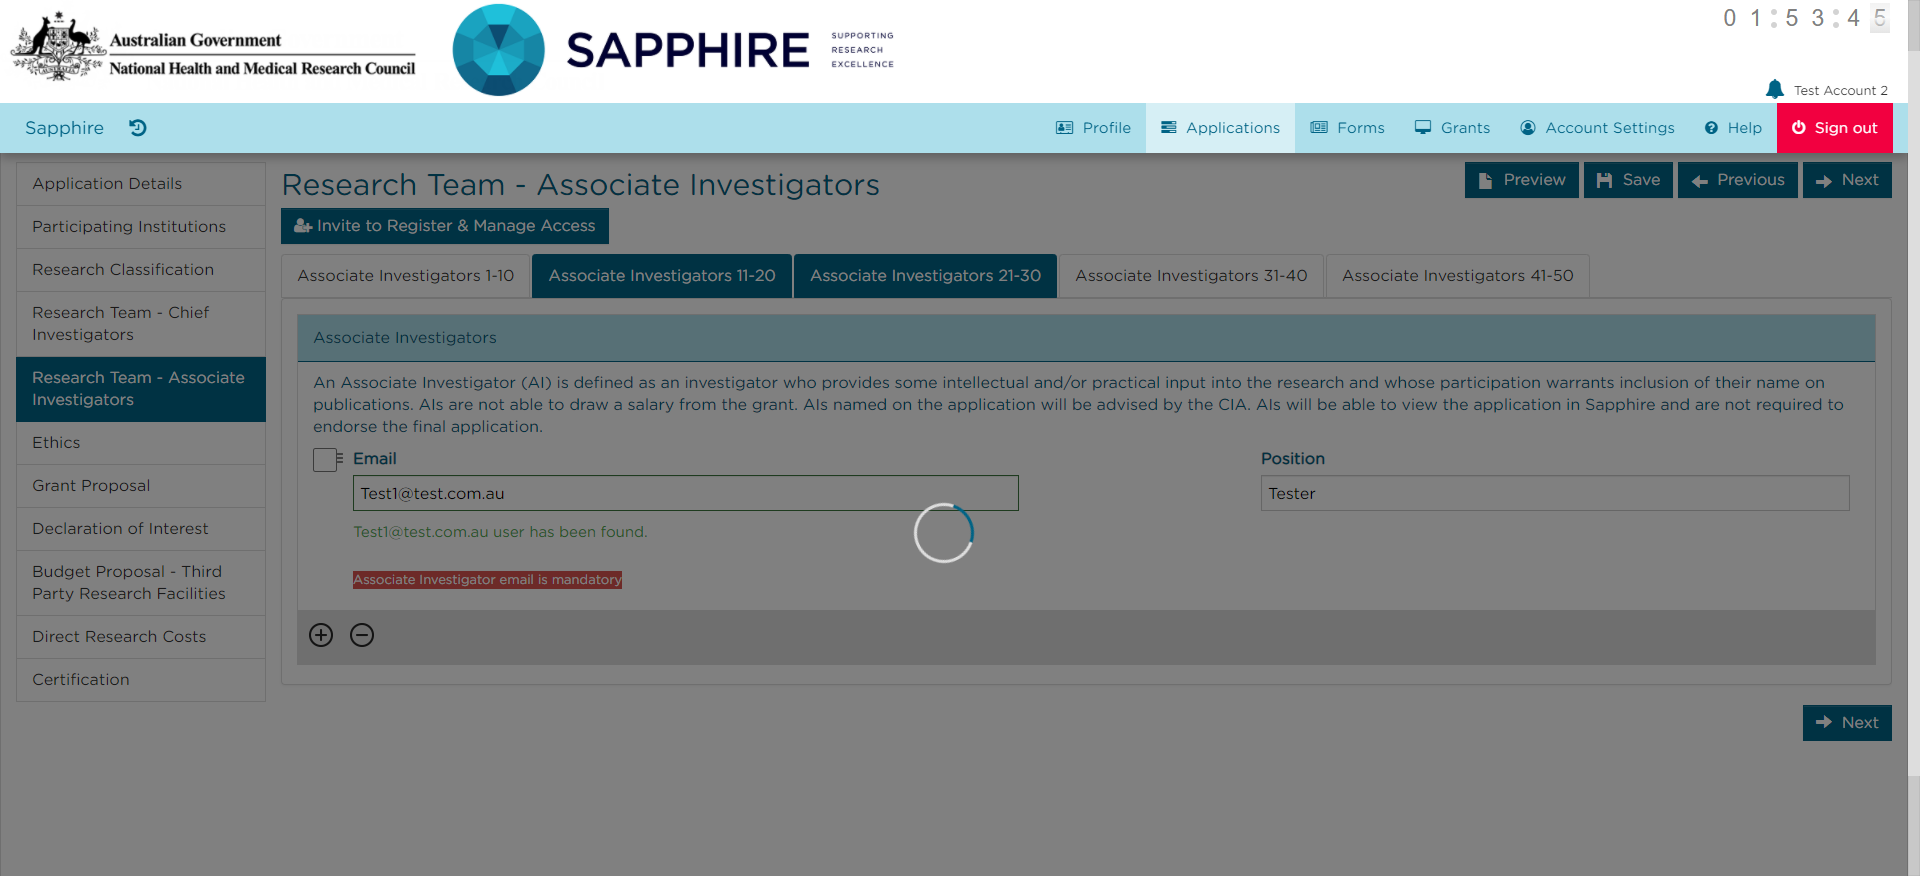 Australian Government
National Health and Medical Research Council
SAPPHIRE
SUPPORTING
RESEARCH
EXCELLENCE
01:53:45
Test Account 2
Sapphire
Profile
Applications
Forms
Grants
Account Settings
Help
Sign out
Application Details
Participating Institutions
Research Classification
Research Team - Chief
Investigators
Research Team - Associate
Investigators
Ethics
Grant Proposal
Declaration of Interest
Budget Proposal - Third
Party Research Facilities
Direct Research Costs
Certification
Research Team - Associate Investigators
Preview
Save
Previous
Next
Invite to Register & Manage Access
Associate Investigators 1-10
Associate Investigators 11-20
Associate Investigators 21-30
Associate Investigators 31-40
Associate Investigators 41-50
Associate Investigators
An Associate Investigator (AI) is defined as an investigator who provides some intellectual and/or practical input into the research and whose participation warrants inclusion of their name on
publications. AIs are not able to draw a salary from the grant. AIs named on the application will be advised by the CIA. AIs will be able to view the application in Sapphire and are not required to
endorse the final application.
Email
Position
Test1@test.com.au
Tester
Test1@test.com.au user has been found.
Associate Investigator email is mandatory
Next